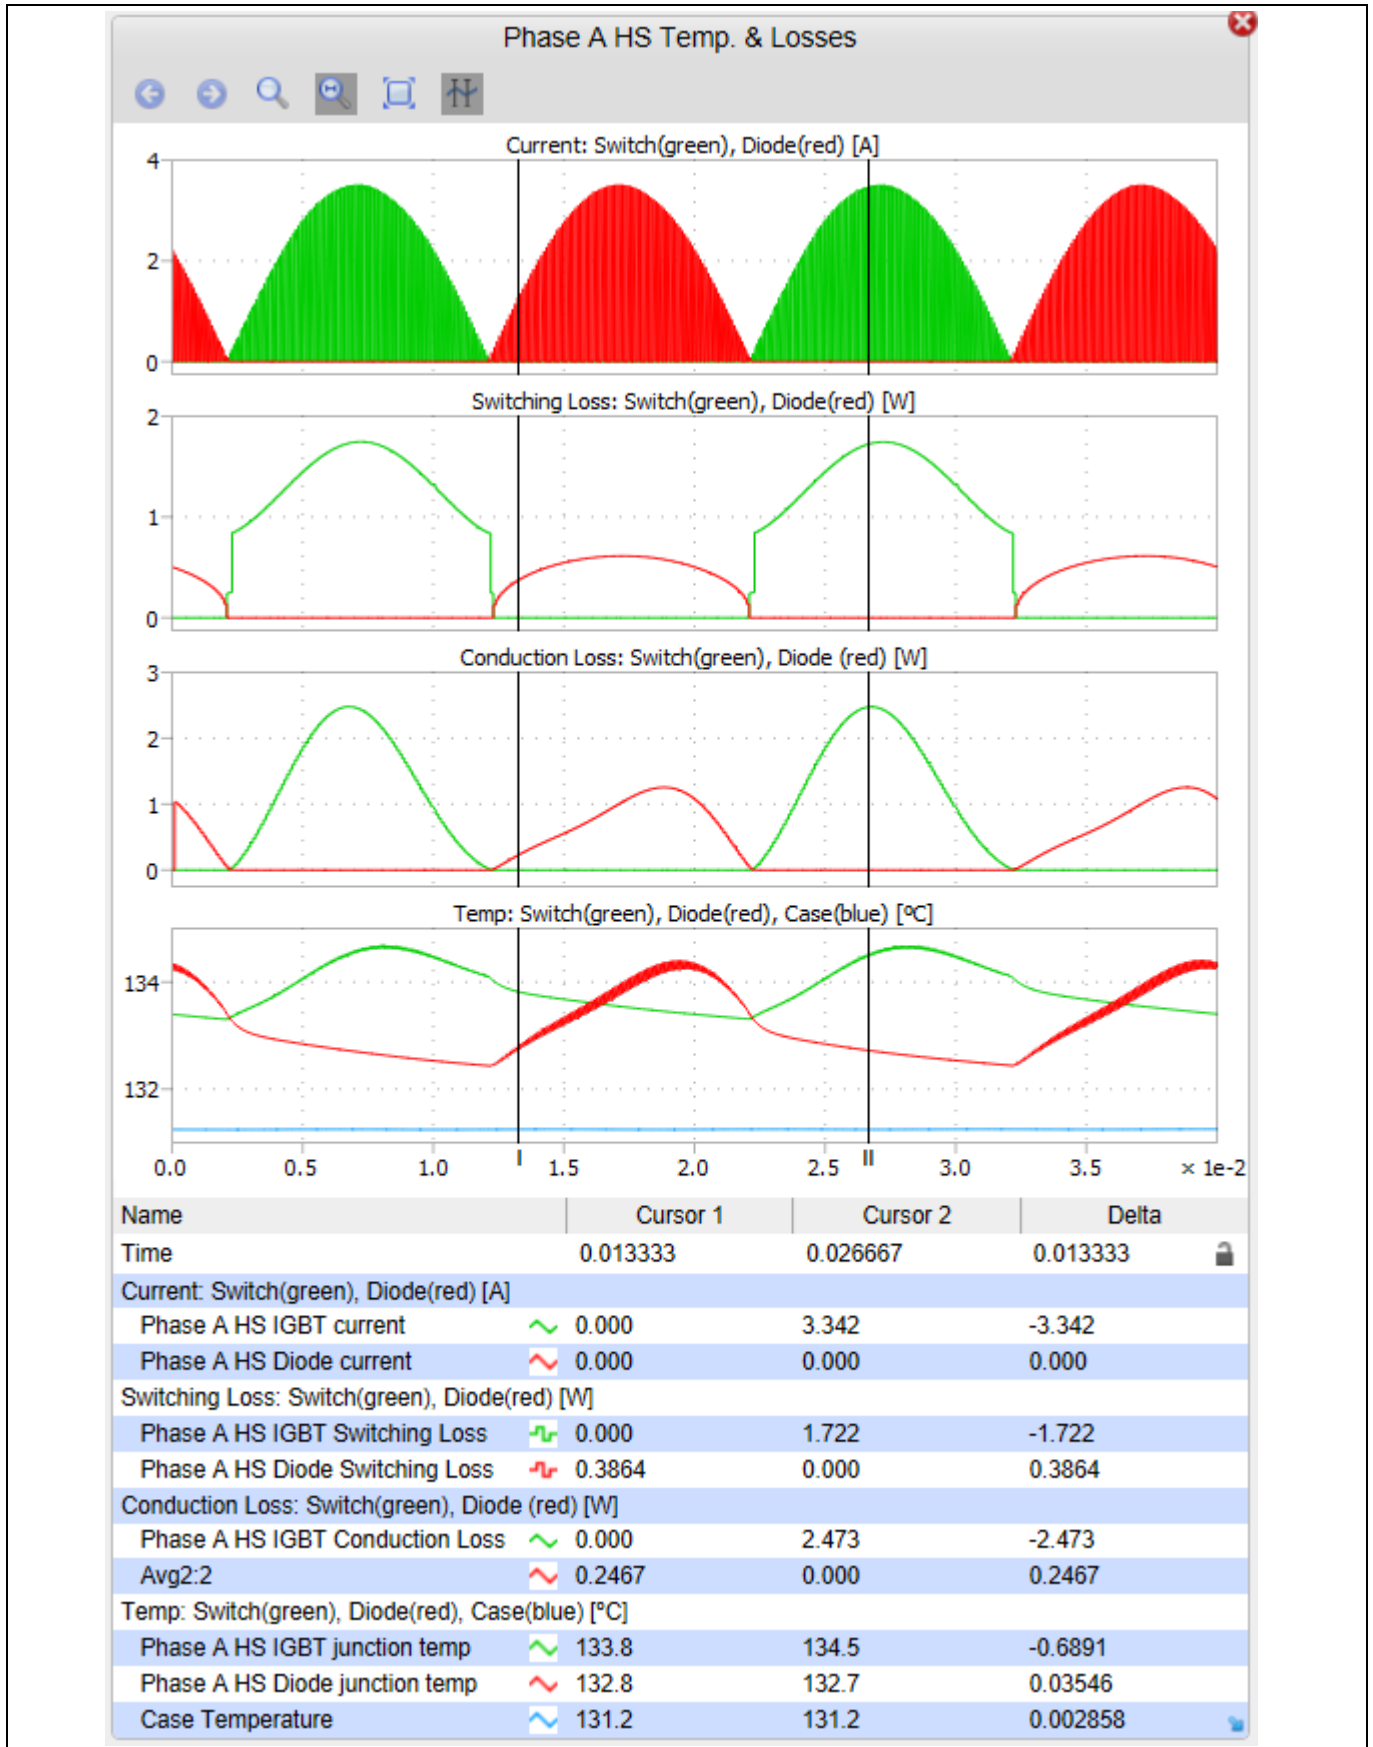 Phase A HS Temp. & Losses
Current: Switch(green), Diode(red) [A]
4
2
0
Switching Loss: Switch(green), Diode(red) [W]
2
1
0
Conduction Loss: Switch(green), Diode (red) [W]
3
2
1
0
Temp: Switch(green), Diode(red), Case(blue) [ºC]
134
132
0.0 0.5 1.0 I 1.5 2.0 2.5 II 3.0 3.5 × 1e-2
Name Cursor 1 Cursor 2 Delta
Time 0.013333 0.026667 0.013333
Current: Switch(green), Diode(red) [A]
Phase A HS IGBT current 0.000 3.342 -3.342
Phase A HS Diode current 0.000 0.000 0.000
Switching Loss: Switch(green), Diode(red) [W]
Phase A HS IGBT Switching Loss 0.000 1.722 -1.722
Phase A HS Diode Switching Loss 0.3864 0.000 0.3864
Conduction Loss: Switch(green), Diode (red) [W]
Phase A HS IGBT Conduction Loss 0.000 2.473 -2.473
Avg2:2 0.2467 0.000 0.2467
Temp: Switch(green), Diode(red), Case(blue) [ºC]
Phase A HS IGBT junction temp 133.8 134.5 -0.6891
Phase A HS Diode junction temp 132.8 132.7 0.03546
Case Temperature 131.2 131.2 0.002858